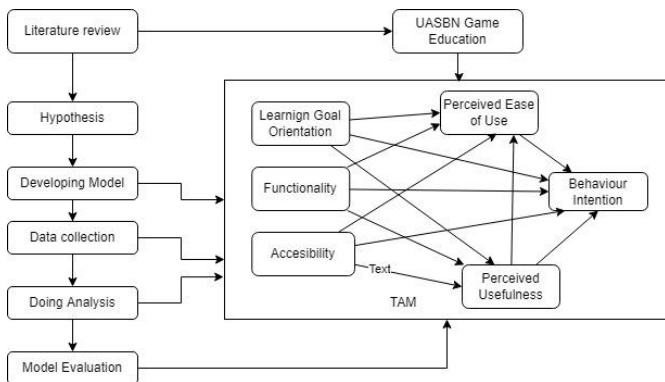 Literature review
UASBN Game
Education
Hypothesis
Developing Model
Data collection
Doing Analysis
Model Evaluation
Learnign Goal
Orientation
Functionality
Accesibility
Perceived Ease
of Use
Behaviour
Intention
Text
Perceived
Usefulness
TAM